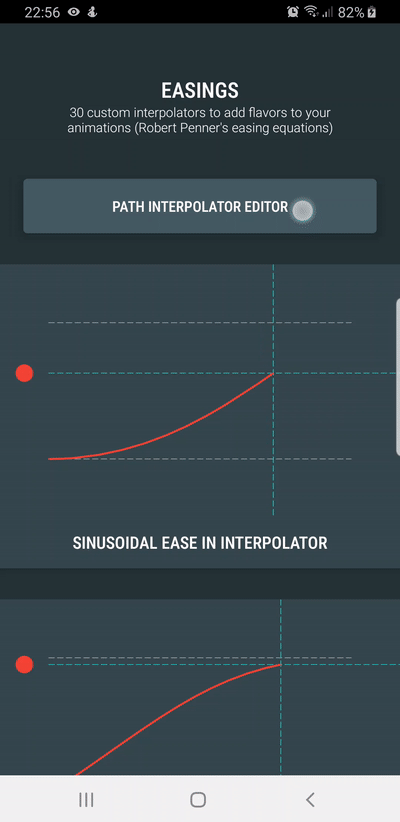 22:56
82%
EASINGS
30 custom interpolators to add flavors to your
animations (Robert Penner's easing equations)
PATH INTERPOLATOR EDITOR
SINUSOIDAL EASE IN INTERPOLATOR